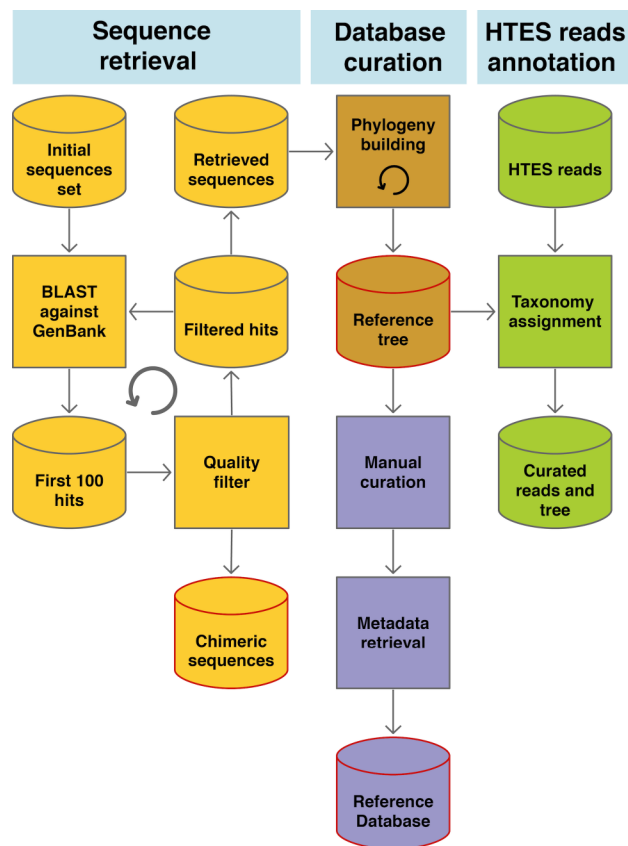 Sequence
retrieval
Database
curation
HTES reads
annotation
Initial
sequences
set
Retrieved
sequences
Phylogeny
building
HTES reads
BLAST
against
GenBank
Filtered hits
Reference
tree
Taxonomy
assignment
First 100
hits
Quality
filter
Manual
curation
Curated
reads and
tree
Chimeric
sequences
Metadata
retrieval
Reference
Database